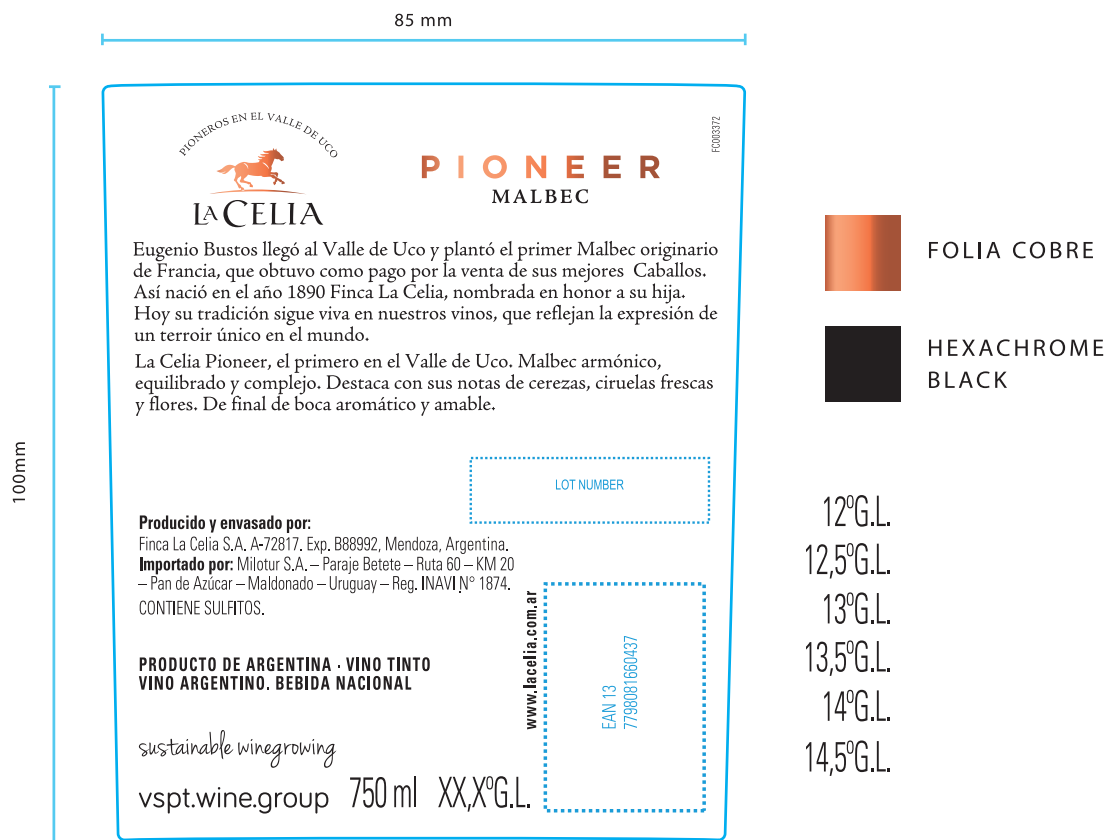 85 mm
100mm
PIONEROS EN EL VALLE DE UCO
LA CELIA
PIONEER
MALBEC
FC003372
Eugenio Bustos llegó al Valle de Uco y plantó el primer Malbec originario
de Francia, que obtuvo como pago por la venta de sus mejores Caballos.
Así nació en el año 1890 Finca La Celia, nombrada en honor a su hija.
Hoy su tradición sigue viva en nuestros vinos, que reflejan la expresión de
un terroir único en el mundo.
La Celia Pioneer, el primero en el Valle de Uco. Malbec armónico,
equilibrado y complejo. Destaca con sus notas de cerezas, ciruelas frescas
y flores. De final de boca aromático y amable.
LOT NUMBER
Producido y envasado por:
Finca La Celia S.A. A-72817. Exp. B88992, Mendoza, Argentina.
Importado por: Milotur S.A. – Paraje Betete – Ruta 60 – KM 20
– Pan de Azúcar – Maldonado – Uruguay – Reg. INAVI N° 1874.
CONTIENE SULFITOS.
PRODUCTO DE ARGENTINA · VINO TINTO
VINO ARGENTINO. BEBIDA NACIONAL
sustainable winegrowing
vspt.wine.group 750 ml XX,XºG.L.
www.lacelia.com.ar
EAN 13
7798081660437
FOLIA COBRE
HEXACHROME
BLACK
12ºG.L.
12,5ºG.L.
13ºG.L.
13,5ºG.L.
14ºG.L.
14,5ºG.L.